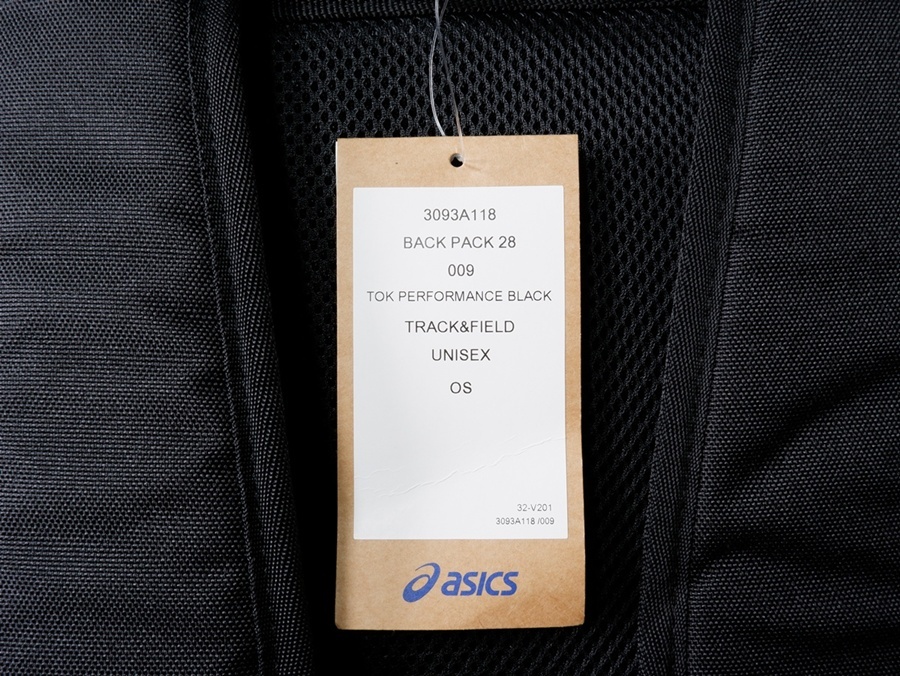 3093A118
BACK PACK 28
009
TOK PERFORMANCE BLACK
TRACK&FIELD
UNISEX
OS
32-V201
3093A118 /009
asics